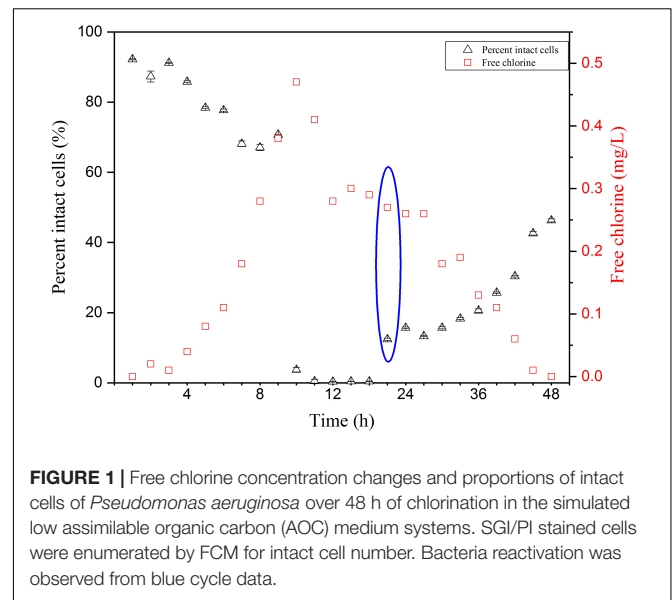 100
80
60
40
20
0
Percent intact cells (%)
Percent intact cells
Free chlorine
0.5
0.4
0.3
0.2
0.1
0.0
Free chlorine (mg/L)
4 8 12 24 36 48
Time (h)
FIGURE 1 | Free chlorine concentration changes and proportions of intact
cells of Pseudomonas aeruginosa over 48 h of chlorination in the simulated
low assimilable organic carbon (AOC) medium systems. SGI/PI stained cells
were enumerated by FCM for intact cell number. Bacteria reactivation was
observed from blue cycle data.